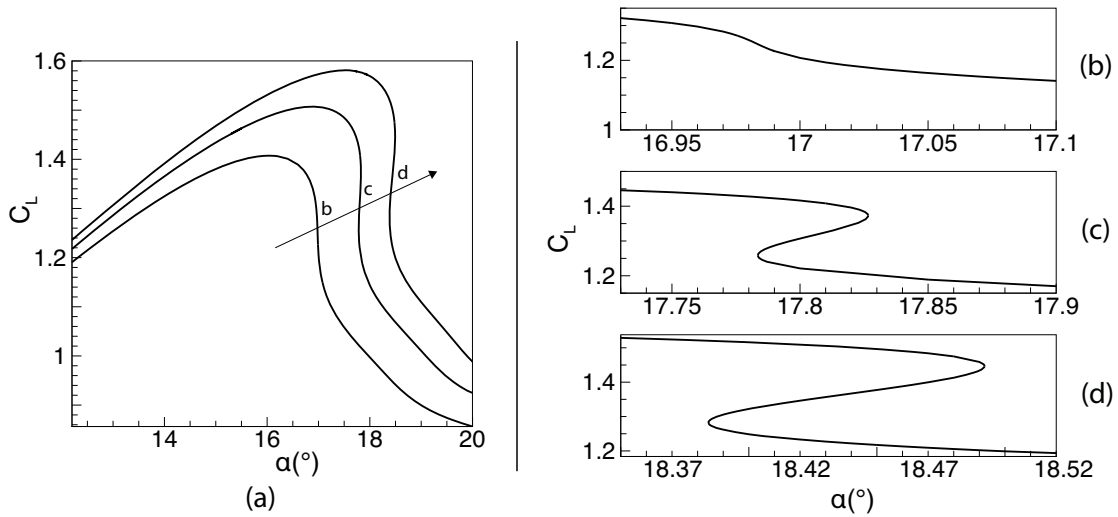 1.6
1.4
1.2
1
C_L
14 16 18 20
α(°)
b
c
d
(a)
1.2
1
16.95 17 17.05 17.1
(b)
1.4
1.2
C_L
17.75 17.8 17.85 17.9
(c)
1.4
1.2
18.37 18.42 18.47 18.52
α(°)
(d)